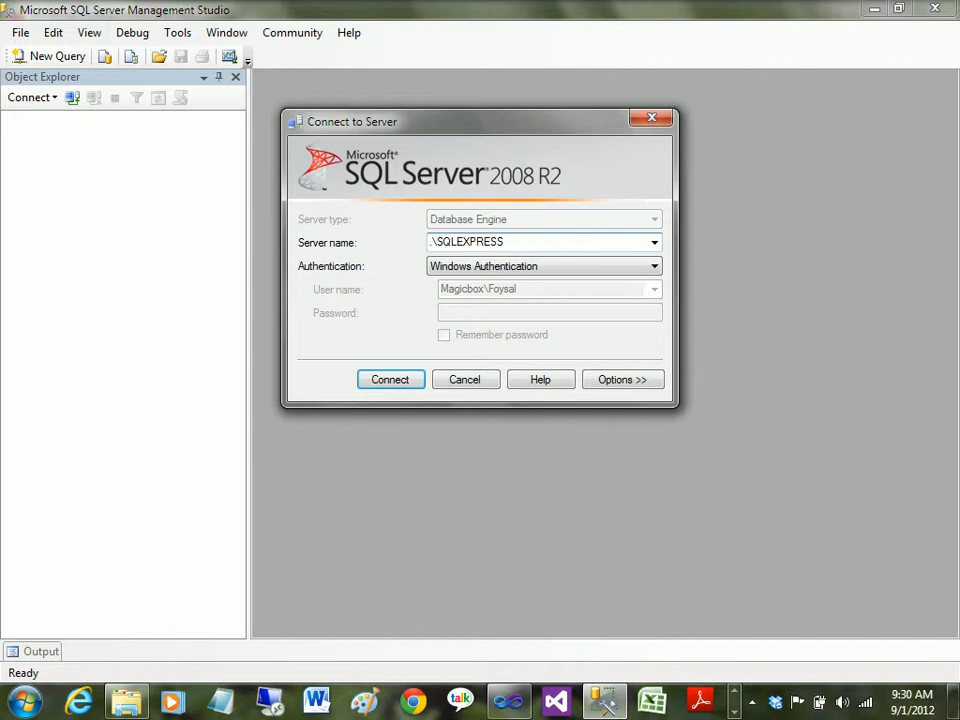 Microsoft SQL Server Management Studio
File Edit View Debug Tools Window Community Help
New Query
Object Explorer
Connect
Connect to Server
Microsoft®
SQL Server® 2008 R2
Server type: Database Engine
Server name: .\SQLEXPRESS
Authentication: Windows Authentication
User name: Magicbox\Foysal
Password:
Remember password
Connect Cancel Help Options >>
Output
Ready
talk
9:30 AM
9/1/2012